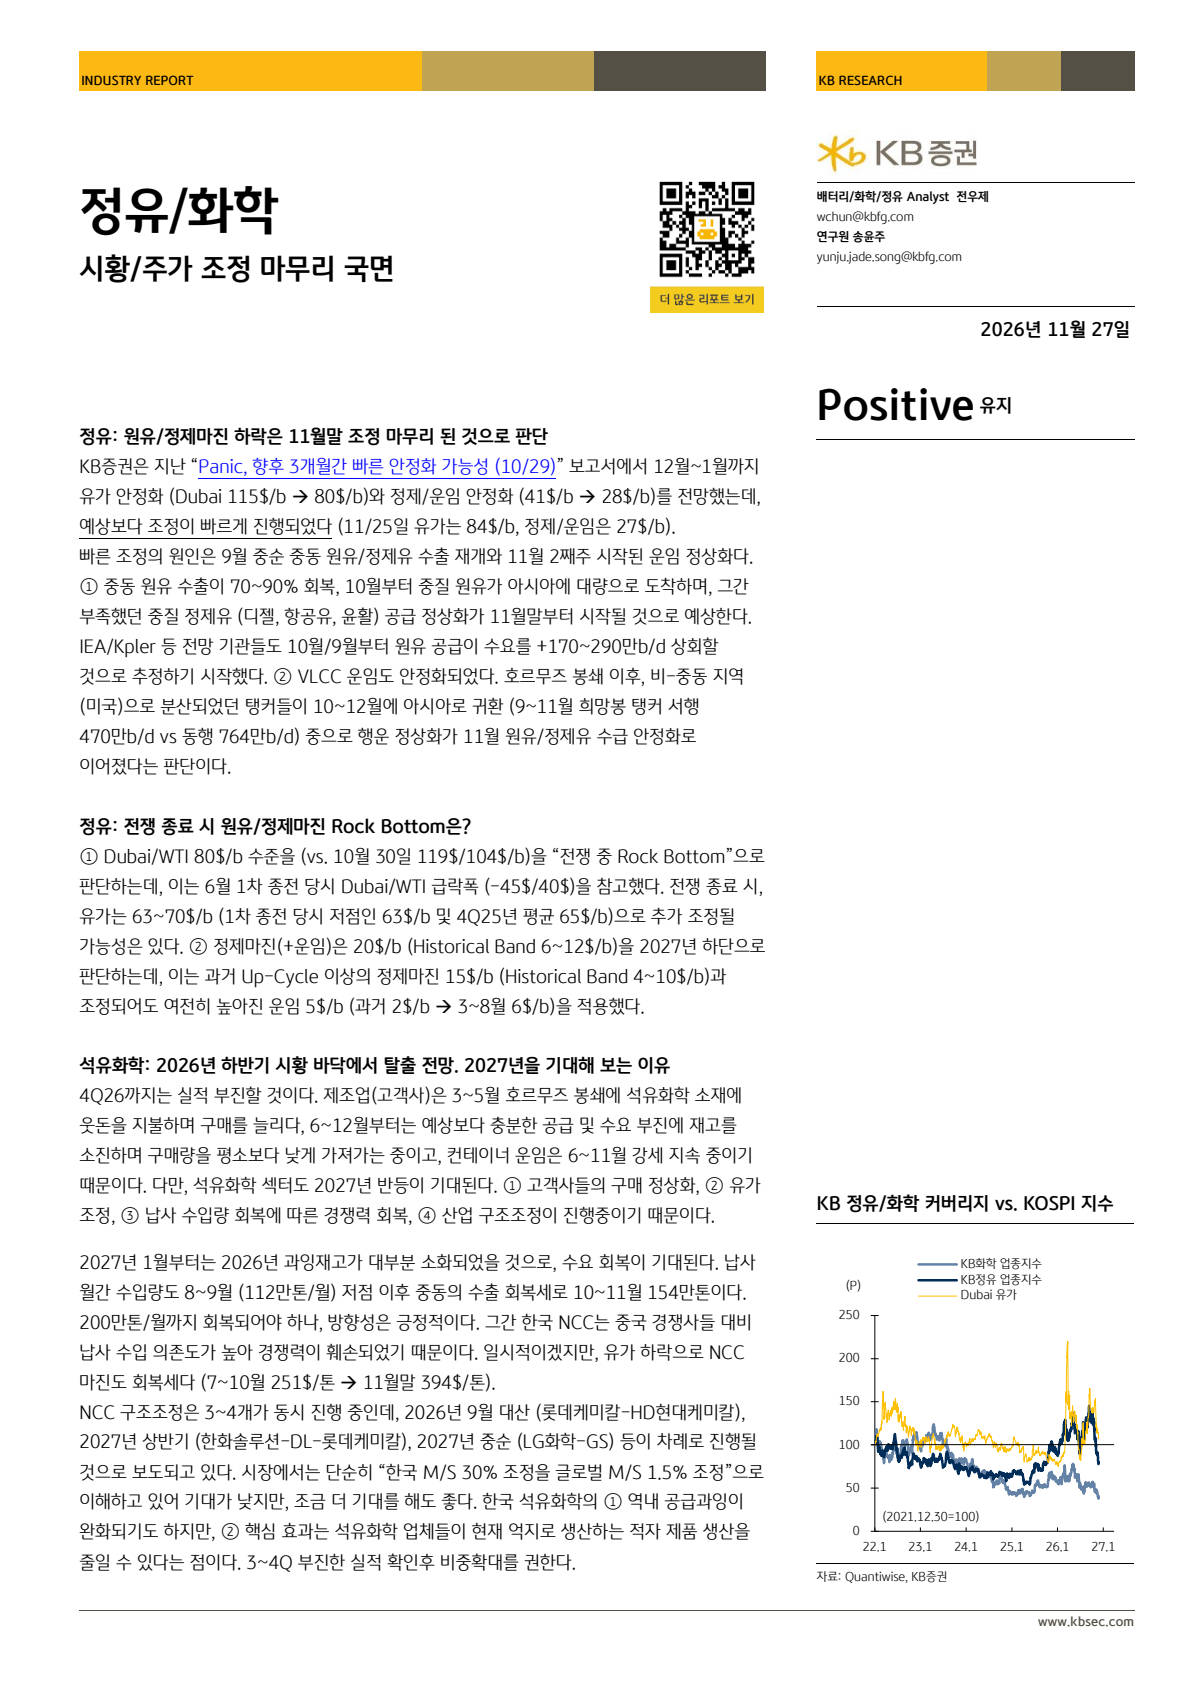 INDUSTRY REPORT
KB RESEARCH
KB증권
정유/화학
시황/주가 조정 마무리 국면
더 많은 리포트 보기
배터리/화학/정유 Analyst 전우제
wchun@kbfg.com
연구원 송윤주
yunju.jade.song@kbfg.com
2026년 11월 27일
Positive 유지
정유: 원유/정제마진 하락은 11월말 조정 마무리 된 것으로 판단
KB증권은 지난 “Panic, 향후 3개월간 빠른 안정화 가능성 (10/29)” 보고서에서 12월~1월까지
유가 안정화 (Dubai 115$/b → 80$/b)와 정제/운임 안정화 (41$/b → 28$/b)를 전망했는데,
예상보다 조정이 빠르게 진행되었다 (11/25일 유가는 84$/b, 정제/운임은 27$/b).
빠른 조정의 원인은 9월 중순 중동 원유/정제유 수출 재개와 11월 2째주 시작된 운임 정상화다.
① 중동 원유 수출이 70~90% 회복, 10월부터 중질 원유가 아시아에 대량으로 도착하며, 그간
부족했던 중질 정제유 (디젤, 항공유, 윤활) 공급 정상화가 11월말부터 시작될 것으로 예상한다.
IEA/Kpler 등 전망 기관들도 10월/9월부터 원유 공급이 수요를 +170~290만b/d 상회할
것으로 추정하기 시작했다. ② VLCC 운임도 안정화되었다. 호르무즈 봉쇄 이후, 비-중동 지역
(미국)으로 분산되었던 탱커들이 10~12월에 아시아로 귀환 (9~11월 희망봉 탱커 서행
470만b/d vs 동행 764만b/d) 중으로 행운 정상화가 11월 원유/정제유 수급 안정화로
이어졌다는 판단이다.
정유: 전쟁 종료 시 원유/정제마진 Rock Bottom은?
① Dubai/WTI 80$/b 수준을 (vs. 10월 30일 119$/104$/b)을 “전쟁 중 Rock Bottom”으로
판단하는데, 이는 6월 1차 종전 당시 Dubai/WTI 급락폭 (-45$/40$)을 참고했다. 전쟁 종료 시,
유가는 63~70$/b (1차 종전 당시 저점인 63$/b 및 4Q25년 평균 65$/b)으로 추가 조정될
가능성은 있다. ② 정제마진(+운임)은 20$/b (Historical Band 6~12$/b)을 2027년 하단으로
판단하는데, 이는 과거 Up-Cycle 이상의 정제마진 15$/b (Historical Band 4~10$/b)과
조정되어도 여전히 높아진 운임 5$/b (과거 2$/b → 3~8월 6$/b)을 적용했다.
석유화학: 2026년 하반기 시황 바닥에서 탈출 전망. 2027년을 기대해 보는 이유
4Q26까지는 실적 부진할 것이다. 제조업(고객사)은 3~5월 호르무즈 봉쇄에 석유화학 소재에
웃돈을 지불하며 구매를 늘리다, 6~12월부터는 예상보다 충분한 공급 및 수요 부진에 재고를
소진하며 구매량을 평소보다 낮게 가져가는 중이고, 컨테이너 운임은 6~11월 강세 지속 중이기
때문이다. 다만, 석유화학 섹터도 2027년 반등이 기대된다. ① 고객사들의 구매 정상화, ② 유가
조정, ③ 납사 수입량 회복에 따른 경쟁력 회복, ④ 산업 구조조정이 진행중이기 때문이다.
2027년 1월부터는 2026년 과잉재고가 대부분 소화되었을 것으로, 수요 회복이 기대된다. 납사
월간 수입량도 8~9월 (112만톤/월) 저점 이후 중동의 수출 회복세로 10~11월 154만톤이다.
200만톤/월까지 회복되어야 하나, 방향성은 긍정적이다. 그간 한국 NCC는 중국 경쟁사들 대비
납사 수입 의존도가 높아 경쟁력이 훼손되었기 때문이다. 일시적이겠지만, 유가 하락으로 NCC
마진도 회복세다 (7~10월 251$/톤 → 11월말 394$/톤).
NCC 구조조정은 3~4개가 동시 진행 중인데, 2026년 9월 대산 (롯데케미칼-HD현대케미칼),
2027년 상반기 (한화솔루션-DL-롯데케미칼), 2027년 중순 (LG화학-GS) 등이 차례로 진행될
것으로 보도되고 있다. 시장에서는 단순히 “한국 M/S 30% 조정을 글로벌 M/S 1.5% 조정”으로
이해하고 있어 기대가 낮지만, 조금 더 기대를 해도 좋다. 한국 석유화학의 ① 역내 공급과잉이
완화되기도 하지만, ② 핵심 효과는 석유화학 업체들이 현재 억지로 생산하는 적자 제품 생산을
줄일 수 있다는 점이다. 3~4Q 부진한 실적 확인후 비중확대를 권한다.
KB 정유/화학 커버리지 vs. KOSPI 지수
KB화학 업종지수
KB정유 업종지수
Dubai 유가
(P)
250
200
150
100
50
0
(2021.12.30=100)
22.1 23.1 24.1 25.1 26.1 27.1
자료: Quantiwise, KB증권
www.kbsec.com